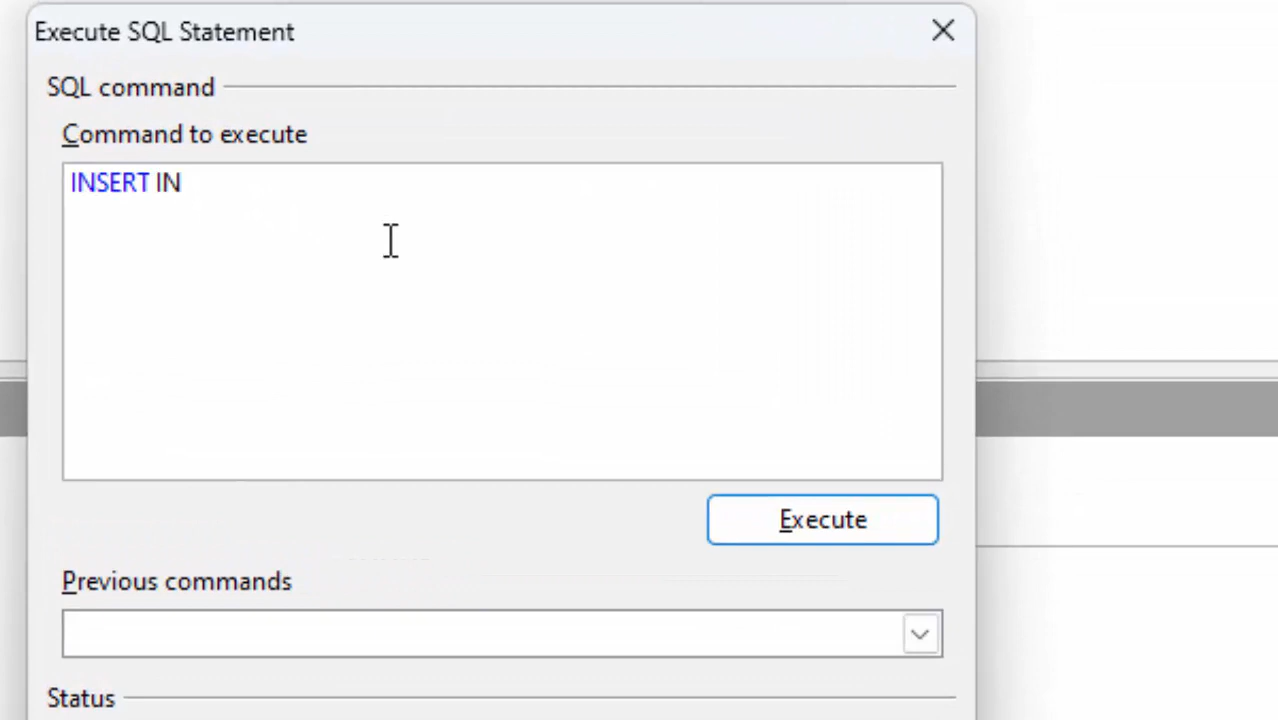 Execute SQL Statement
SQL command
Command to execute
INSERT IN
Execute
Previous commands
Status